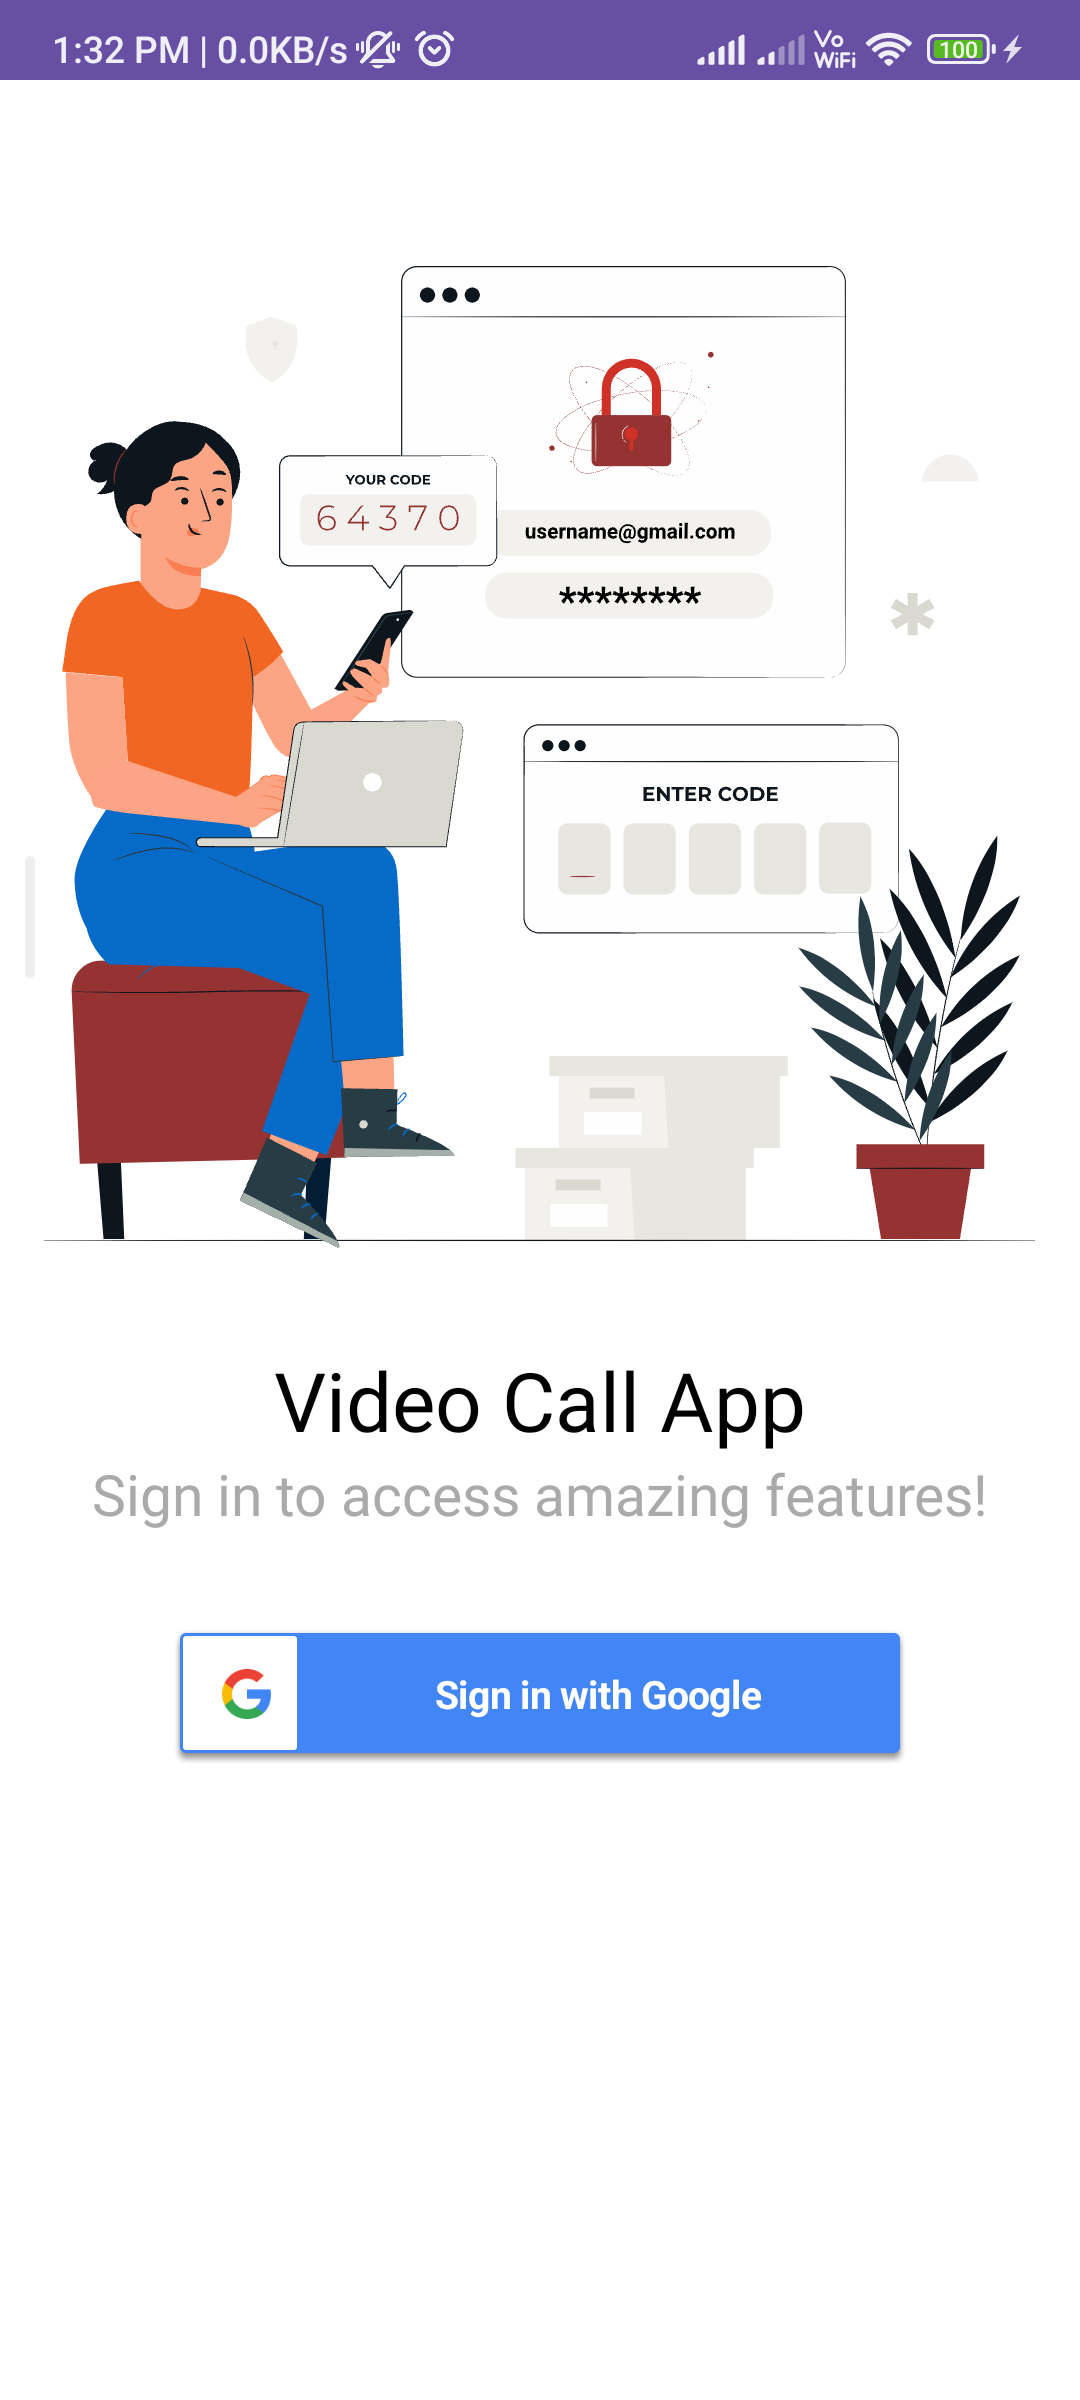 1:32 PM | 0.0KB/s
Vo
WiFi
100
YOUR CODE
64370
username@gmail.com
********
ENTER CODE
Video Call App
Sign in to access amazing features!
G
Sign in with Google